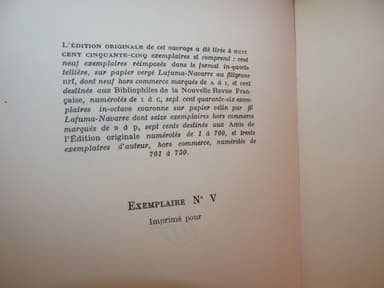 L'ÉDITION ORIGINALE de cet ouvrage a été tirée à HUIT
CENT CINQUANTE-CINQ exemplaires et comprend : cent
neuf exemplaires réimposés dans le format in-quarto
tellière, sur papier vergé Lafuma-Navarre au filigrane
nrf, dont neuf hors commerce marqués de A à I, et cent
destinés aux Bibliophiles de la Nouvelle Revue Fran-
çaise, numérotés de I à C, sept cent quarante-six exem-
plaires in-octavo couronne sur papier vélin pur fil
Lafuma-Navarre dont seize exemplaires hors commerce
marqués de a à p, sept cents destinés aux Amis de
l'Édition originale numérotés de 1 à 700, et trente
exemplaires d'auteur, hors commerce, numérotés de
701 à 730.
EXEMPLAIRE N° V
Imprimé pour